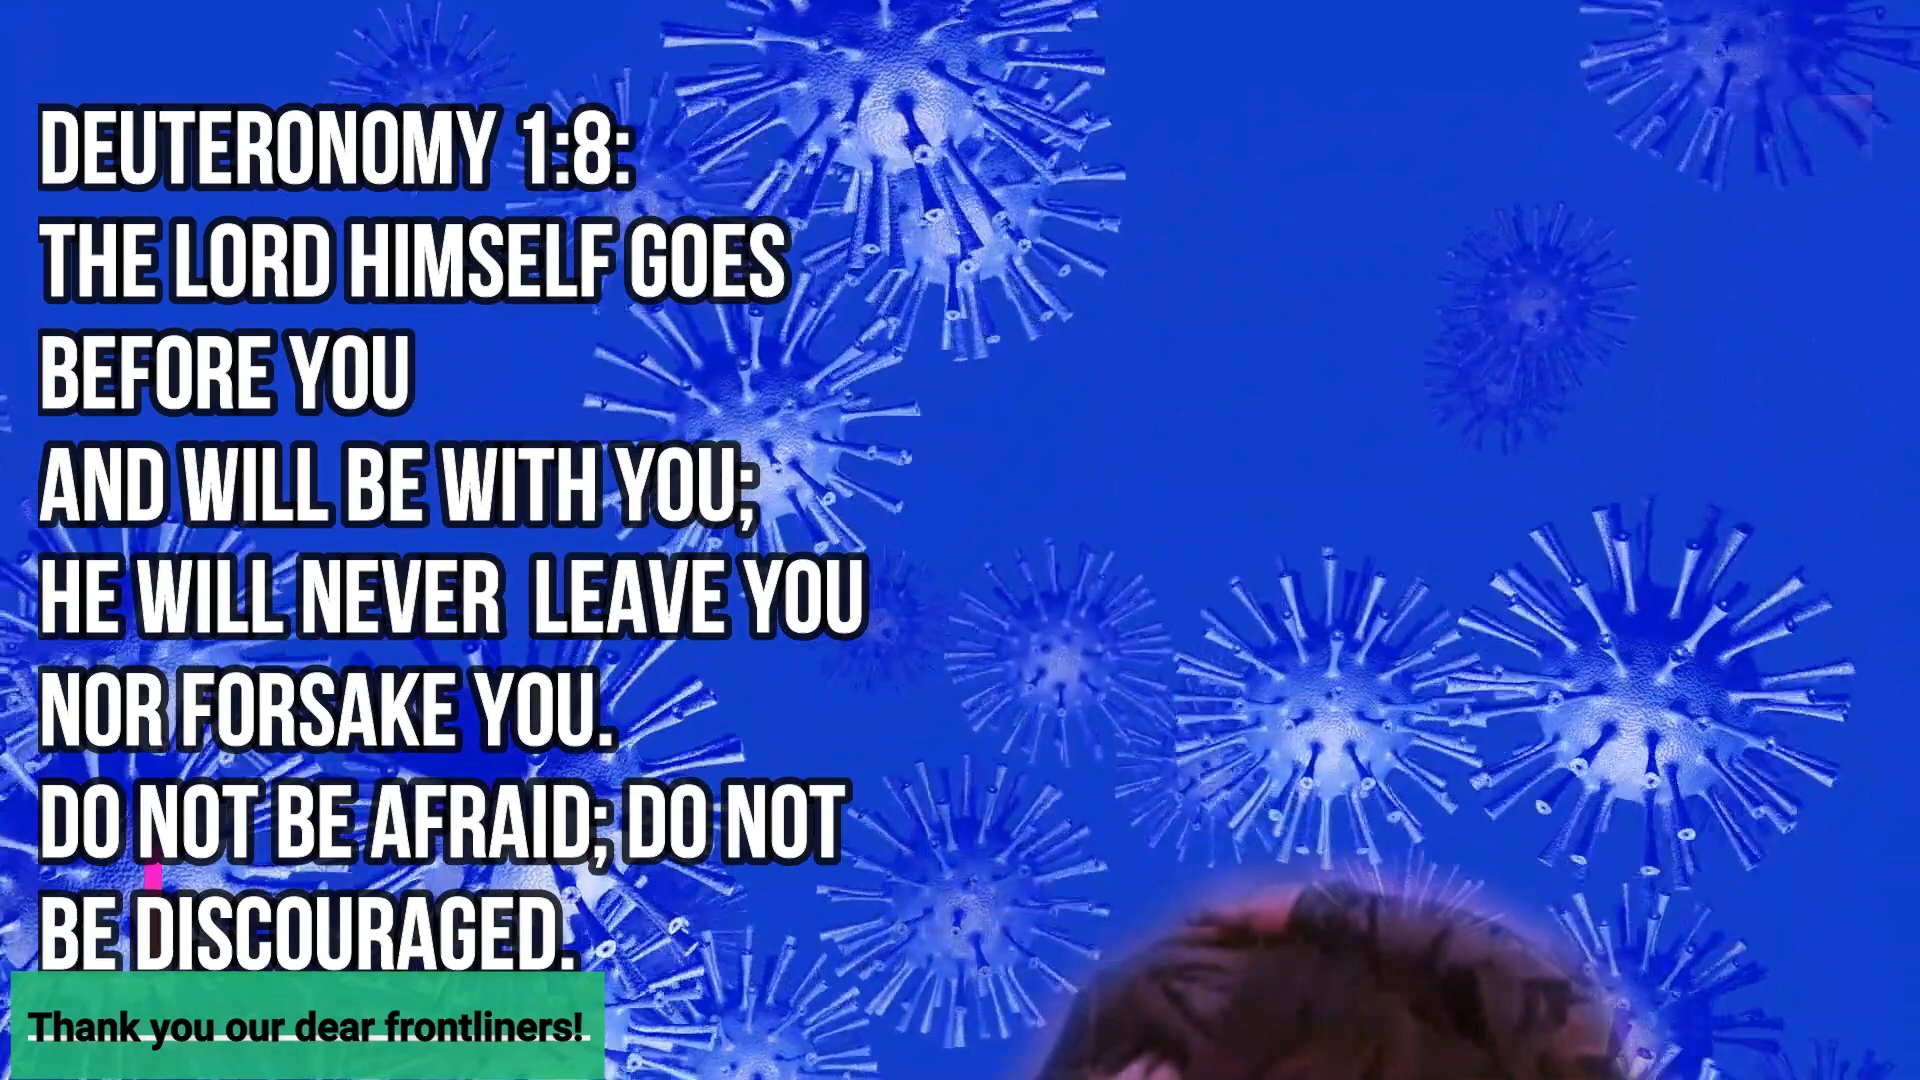 DEUTERONOMY 1:8:
THE LORD HIMSELF GOES
BEFORE YOU
AND WILL BE WITH YOU;
HE WILL NEVER LEAVE YOU
NOR FORSAKE YOU.
DO NOT BE AFRAID; DO NOT
BE DISCOURAGED.
Thank you our dear frontliners!